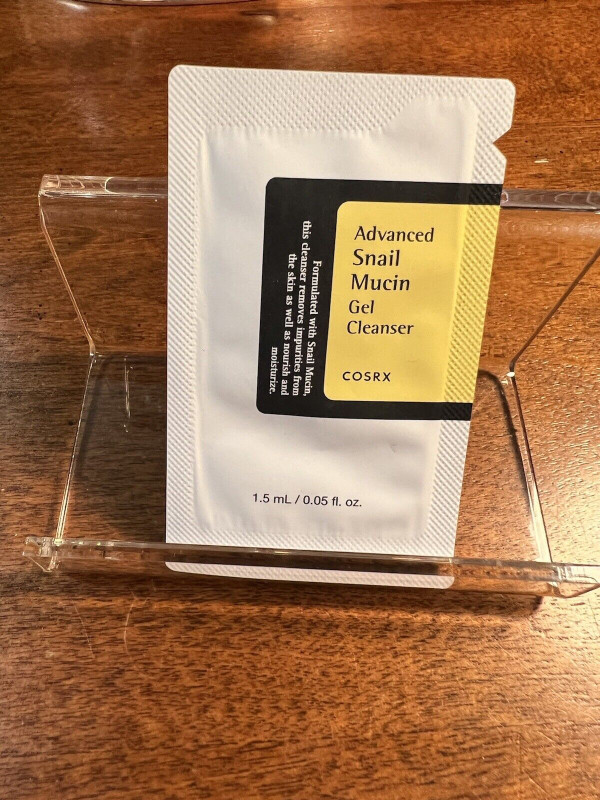 Advanced
Snail
Mucin
Gel
Cleanser
COSRX
Formulated with Snail Mucin,
this cleanser removes impurities from
the skin as well as nourish and
moisturize.
1.5 mL / 0.05 fl. oz.